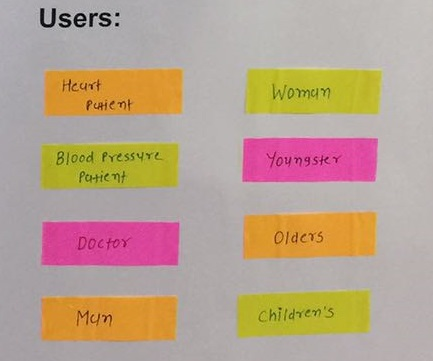 Users:
Heart
Patient
Blood Pressure
Patient
Doctor
Man
Woman
Youngster
Olders
Children's